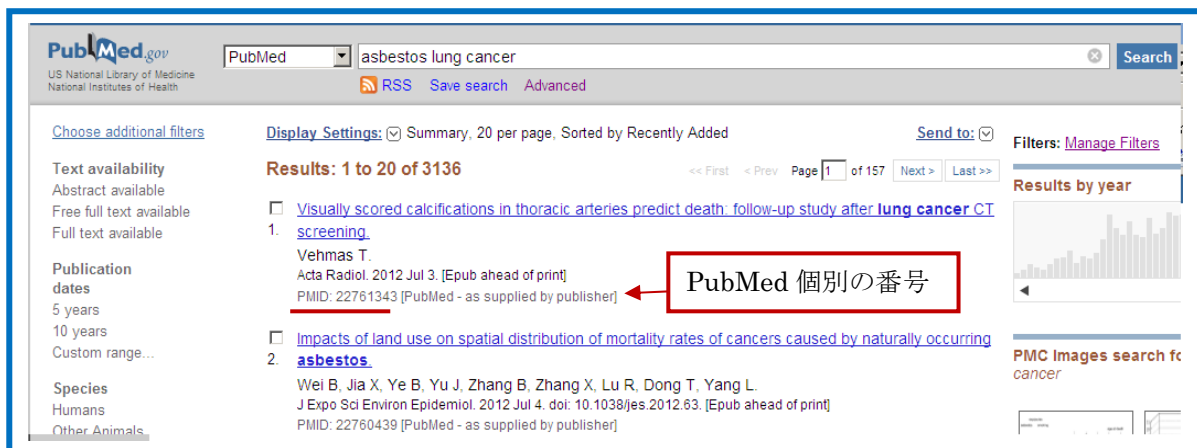 PubMed.gov
US National Library of Medicine
National Institutes of Health
PubMed
asbestos lung cancer
Search
RSS Save search Advanced
Choose additional filters
Text availability
Abstract available
Free full text available
Full text available
Publication
dates
5 years
10 years
Custom range...
Species
Humans
Other Animals
Display Settings: Summary, 20 per page, Sorted by Recently Added
Send to:
Results: 1 to 20 of 3136
<< First < Prev Page 1 of 157 Next > Last >>
Visually scored calcifications in thoracic arteries predict death: follow-up study after lung cancer CT
1. screening.
Vehmas T.
Acta Radiol. 2012 Jul 3. [Epub ahead of print]
PMID: 22761343 [PubMed - as supplied by publisher]
PubMed 個別の番号
Impacts of land use on spatial distribution of mortality rates of cancers caused by naturally occurring
2. asbestos.
Wei B, Jia X, Ye B, Yu J, Zhang B, Zhang X, Lu R, Dong T, Yang L.
J Expo Sci Environ Epidemiol. 2012 Jul 4. doi: 10.1038/jes.2012.63. [Epub ahead of print]
PMID: 22760439 [PubMed - as supplied by publisher]
Filters: Manage Filters
Results by year
PMC Images search
cancer